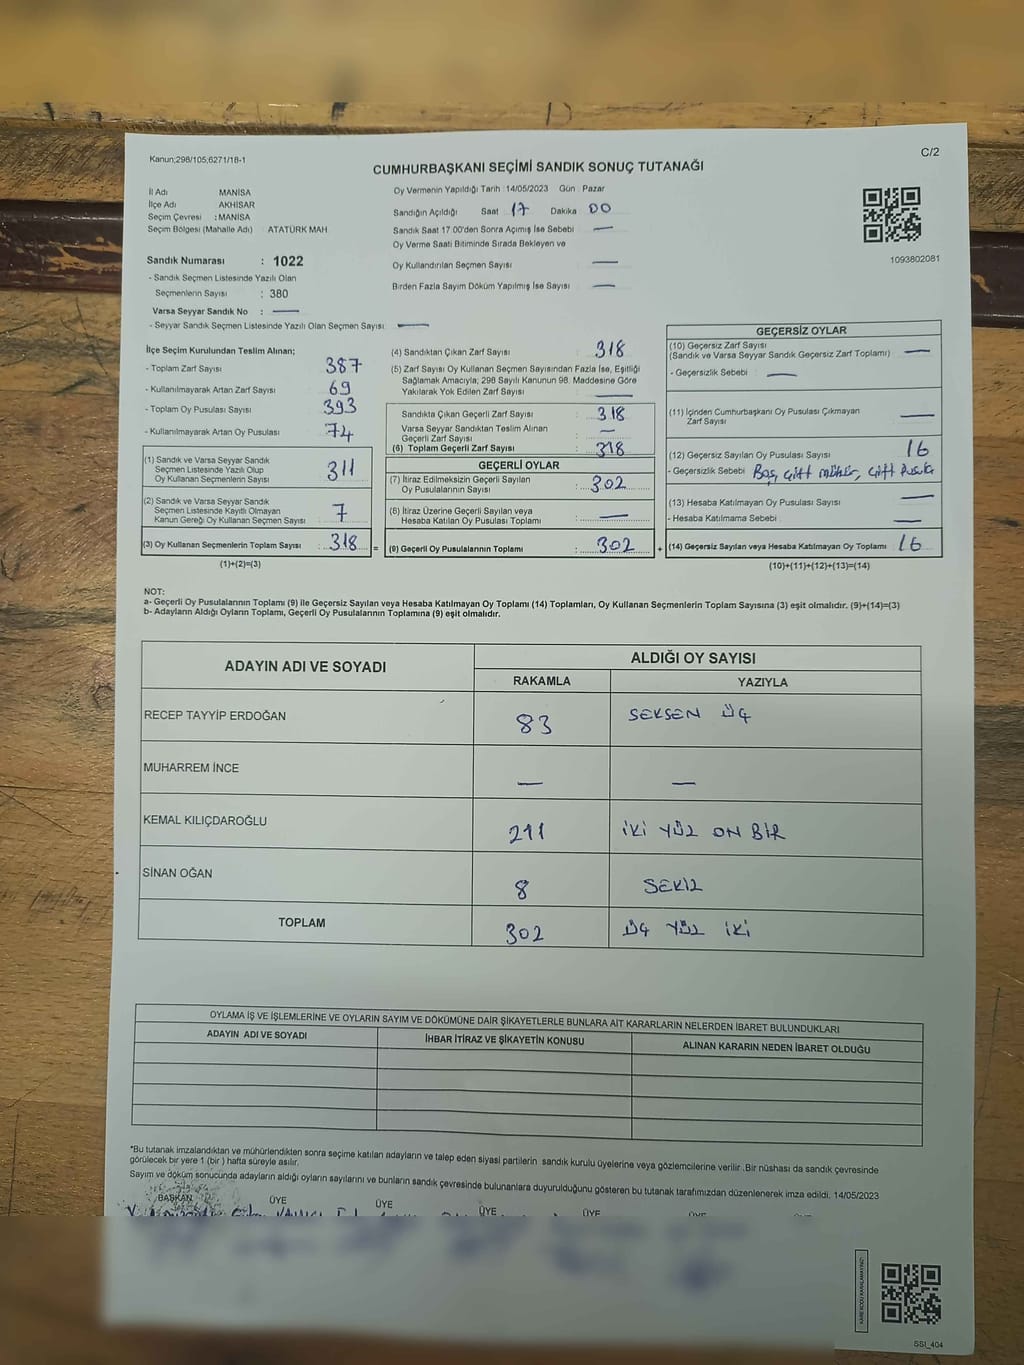 Kanun;298/105;6271/18-1
C/2
CUMHURBAŞKANI SEÇİMİ SANDIK SONUÇ TUTANAĞI
İl Adı MANİSA
İlçe Adı AKHİSAR
Seçim Çevresi : MANİSA
Seçim Bölgesi (Mahalle Adı) ATATÜRK MAH
Oy Vermenin Yapıldığı Tarih : 14/05/2023 Gün : Pazar
Sandığın Açıldığı Saat 17 Dakika 00
Sandık Saat 17:00'den Sonra Açımış İse Sebebi —
Oy Verme Saati Bitiminde Sırada Bekleyen ve
Oy Kullandırılan Seçmen Sayısı : —
Birden Fazla Sayım Döküm Yapılmış İse Sayısı : —
1093802081
Sandık Numarası : 1022
- Sandık Seçmen Listesinde Yazılı Olan
Seçmenlerin Sayısı : 380
Varsa Seyyar Sandık No : —
- Seyyar Sandık Seçmen Listesinde Yazılı Olan Seçmen Sayısı: —
İlçe Seçim Kurulundan Teslim Alınan;
- Toplam Zarf Sayısı : 387
- Kullanılmayarak Artan Zarf Sayısı : 69
- Toplam Oy Pusulası Sayısı : 393
- Kullanılmayarak Artan Oy Pusulası : 74
(1) Sandık ve Varsa Seyyar Sandık
Seçmen Listesinde Yazılı Olup
Oy Kullanan Seçmenlerin Sayısı : 311
(2) Sandık ve Varsa Seyyar Sandık
Seçmen Listesinde Kayıtlı Olmayan
Kanun Gereği Oy Kullanan Seçmen Sayısı : 7
(3) Oy Kullanan Seçmenlerin Toplam Sayısı : 318 =
(1)+(2)=(3)
(4) Sandıktan Çıkan Zarf Sayısı : 318
(5) Zarf Sayısı Oy Kullanan Seçmen Sayısından Fazla İse, Eşitliği
Sağlamak Amacıyla, 298 Sayılı Kanunun 98. Maddesine Göre
Yakılarak Yok Edilen Zarf Sayısı : —
Sandıkta Çıkan Geçerli Zarf Sayısı : 318
Varsa Seyyar Sandıktan Teslim Alınan
Geçerli Zarf Sayısı : —
(6) Toplam Geçerli Zarf Sayısı : 318
GEÇERLİ OYLAR
(7) İtiraz Edilmeksizin Geçerli Sayılan
Oy Pusulalarının Sayısı : 302
(8) İtiraz Üzerine Geçerli Sayılan veya
Hesaba Katılan Oy Pusulası Toplamı : —
(9) Geçerli Oy Pusulalarının Toplamı : 302 +
GEÇERSİZ OYLAR
(10) Geçersiz Zarf Sayısı
(Sandık ve Varsa Seyyar Sandık Geçersiz Zarf Toplamı) : —
- Geçersizlik Sebebi : —
(11) İçinden Cumhurbaşkanı Oy Pusulası Çıkmayan
Zarf Sayısı : —
(12) Geçersiz Sayılan Oy Pusulası Sayısı : 16
- Geçersizlik Sebebi Boş, çift mühür, çift pusula
(13) Hesaba Katılmayan Oy Pusulası Sayısı : —
- Hesaba Katılmama Sebebi : —
(14) Geçersiz Sayılan veya Hesaba Katılmayan Oy Toplamı : 16
(10)+(11)+(12)+(13)=(14)
NOT:
a- Geçerli Oy Pusulalarının Toplamı (9) ile Geçersiz Sayılan veya Hesaba Katılmayan Oy Toplamı (14) Toplamları, Oy Kullanan Seçmenlerin Toplam Sayısına (3) eşit olmalıdır. (9)+(14)=(3)
b- Adayların Aldığı Oyların Toplamı, Geçerli Oy Pusulalarının Toplamına (9) eşit olmalıdır.
ADAYIN ADI VE SOYADI
ALDIĞI OY SAYISI
RAKAMLA YAZIYLA
RECEP TAYYİP ERDOĞAN 83 SEKSEN ÜÇ
MUHARREM İNCE — —
KEMAL KILIÇDAROĞLU 211 İKİ YÜZ ON BİR
SİNAN OĞAN 8 SEKİZ
TOPLAM 302 ÜÇ YÜZ İKİ
OYLAMA İŞ VE İŞLEMLERİNE VE OYLARIN SAYIM VE DÖKÜMÜNE DAİR ŞİKAYETLERLE BUNLARA AİT KARARLARIN NELERDEN İBARET BULUNDUKLARI
ADAYIN ADI VE SOYADI İHBAR İTİRAZ VE ŞİKAYETİN KONUSU ALINAN KARARIN NEDEN İBARET OLDUĞU
*Bu tutanak imzalandıktan ve mühürlendikten sonra seçime katılan adayların ve talep eden siyasi partilerin sandık kurulu üyelerine veya gözlemcilerine verilir .Bir nüshası da sandık çevresinde
görülecek bir yere 1 (bir ) hafta süreyle asılır.
Sayım ve döküm sonucunda adayların aldığı oyların sayılarını ve bunların sandık çevresinde bulunanlara duyurulduğunu gösteren bu tutanak tarafımızdan düzenlenerek imza edildi. 14/05/2023
BAŞKAN ÜYE ÜYE ÜYE ÜYE ÜYE
KARE KODU KARALAMAYINIZ!
SSİ_404